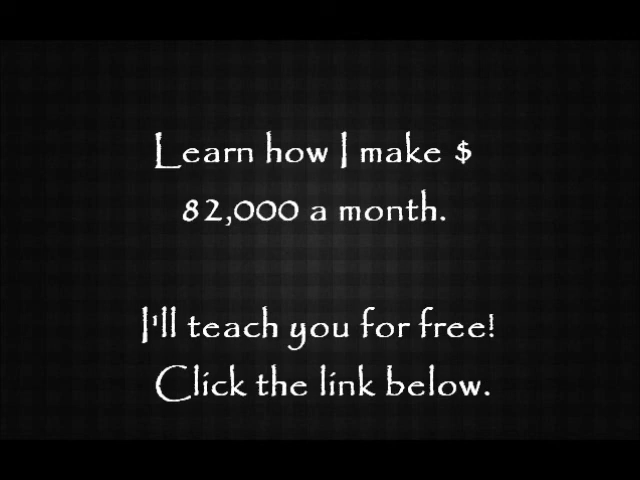 Learn how I make $
82,000 a month.
I'll teach you for free!
Click the link below.